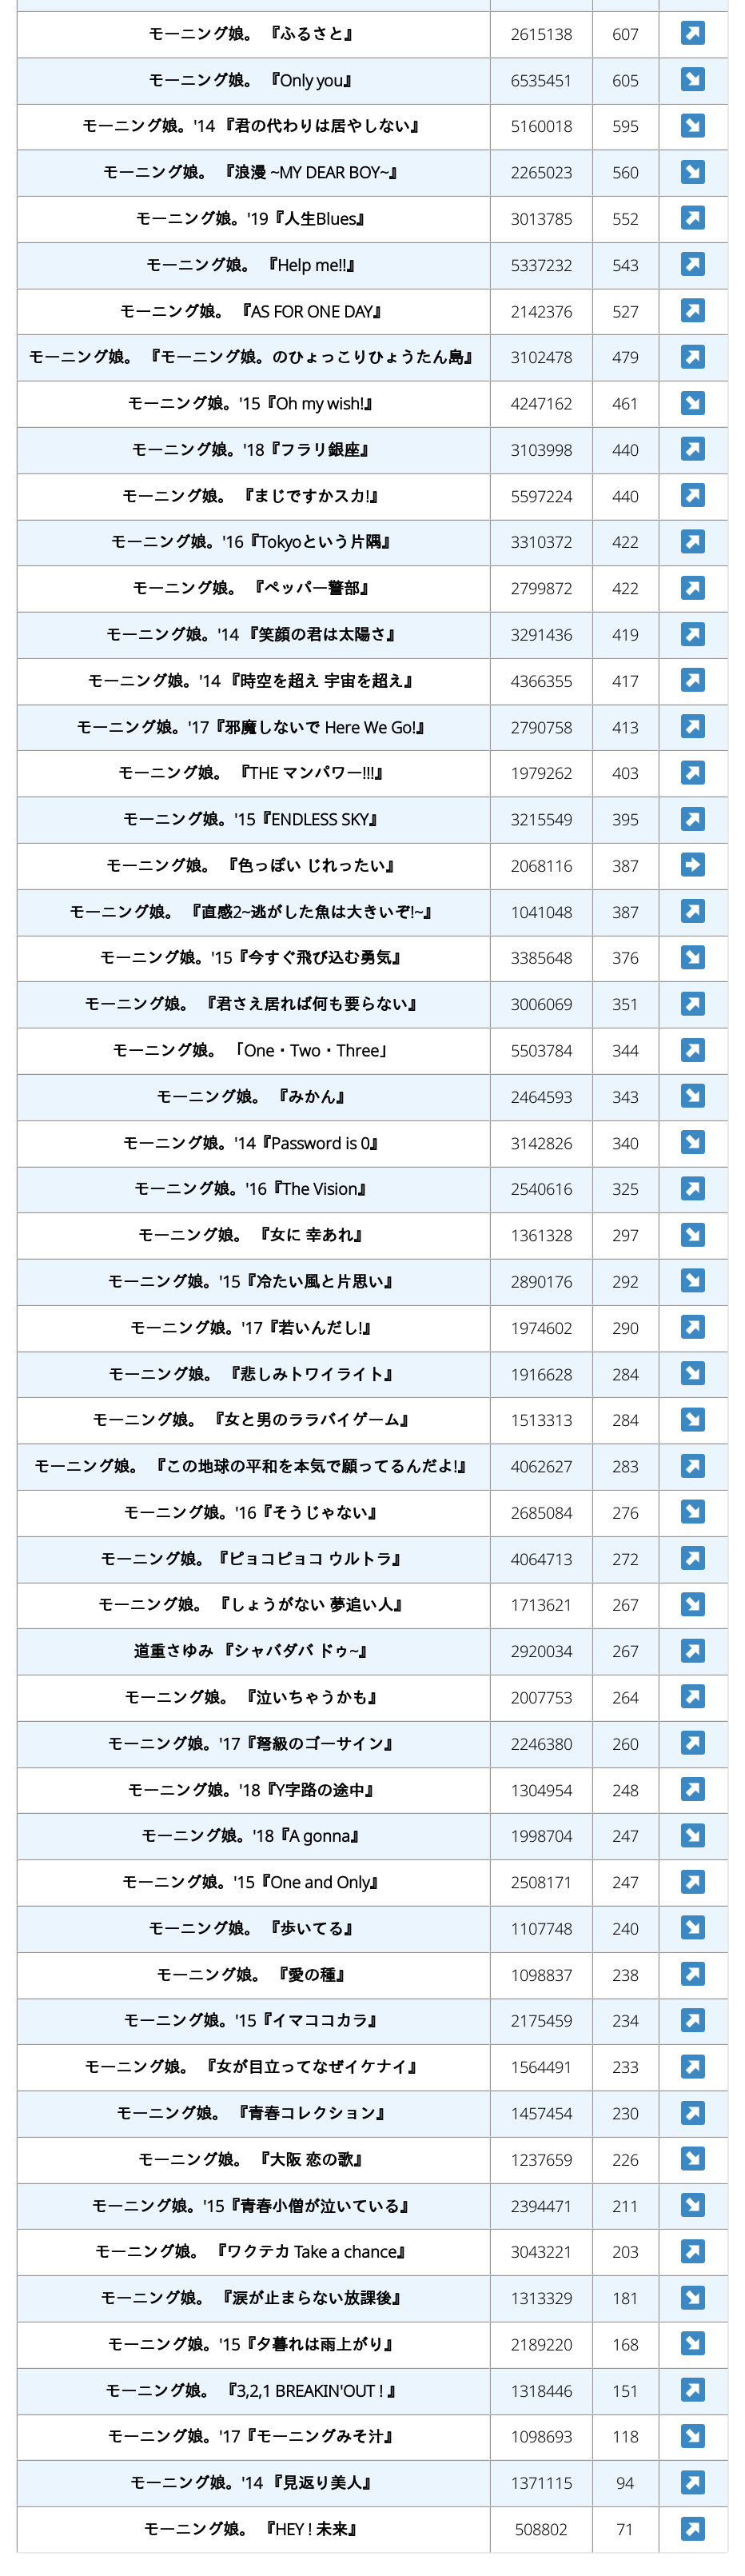 モーニング娘。 『ふるさと』 2615138 607 ↗
モーニング娘。 『Only you』 6535451 605 ↘
モーニング娘。'14 『君の代わりは居やしない』 5160018 595 ↘
モーニング娘。 『浪漫 ~MY DEAR BOY~』 2265023 560 ↘
モーニング娘。'19『人生Blues』 3013785 552 ↗
モーニング娘。 『Help me!!』 5337232 543 ↗
モーニング娘。 『AS FOR ONE DAY』 2142376 527 ↗
モーニング娘。 『モーニング娘。のひょっこりひょうたん島』 3102478 479 ↗
モーニング娘。'15『Oh my wish!』 4247162 461 ↘
モーニング娘。'18『フラリ銀座』 3103998 440 ↗
モーニング娘。 『まじですかスカ!』 5597224 440 ↗
モーニング娘。'16『Tokyoという片隅』 3310372 422 ↗
モーニング娘。 『ペッパー警部』 2799872 422 ↗
モーニング娘。'14 『笑顔の君は太陽さ』 3291436 419 ↗
モーニング娘。'14 『時空を超え 宇宙を超え』 4366355 417 ↗
モーニング娘。'17『邪魔しないで Here We Go!』 2790758 413 ↗
モーニング娘。 『THE マンパワー!!!』 1979262 403 ↗
モーニング娘。'15『ENDLESS SKY』 3215549 395 ↗
モーニング娘。 『色っぽい じれったい』 2068116 387 ➡
モーニング娘。 『直感2~逃がした魚は大きいぞ!~』 1041048 387 ↗
モーニング娘。'15『今すぐ飛び込む勇気』 3385648 376 ↘
モーニング娘。 『君さえ居れば何も要らない』 3006069 351 ↗
モーニング娘。 「One・Two・Three」 5503784 344 ↗
モーニング娘。 『みかん』 2464593 343 ↘
モーニング娘。'14『Password is 0』 3142826 340 ↘
モーニング娘。'16『The Vision』 2540616 325 ↗
モーニング娘。 『女に 幸あれ』 1361328 297 ↘
モーニング娘。'15『冷たい風と片思い』 2890176 292 ↘
モーニング娘。'17『若いんだし!』 1974602 290 ↗
モーニング娘。 『悲しみトワイライト』 1916628 284 ↘
モーニング娘。 『女と男のララバイゲーム』 1513313 284 ↘
モーニング娘。 『この地球の平和を本気で願ってるんだよ!』 4062627 283 ↗
モーニング娘。'16『そうじゃない』 2685084 276 ↘
モーニング娘。『ピョコピョコ ウルトラ』 4064713 272 ↗
モーニング娘。 『しょうがない 夢追い人』 1713621 267 ↘
道重さゆみ 『シャバダバ ドゥ~』 2920034 267 ↗
モーニング娘。 『泣いちゃうかも』 2007753 264 ↗
モーニング娘。'17『弩級のゴーサイン』 2246380 260 ↗
モーニング娘。'18『Y字路の途中』 1304954 248 ↗
モーニング娘。'18『A gonna』 1998704 247 ↘
モーニング娘。'15『One and Only』 2508171 247 ↗
モーニング娘。 『歩いてる』 1107748 240 ↘
モーニング娘。 『愛の種』 1098837 238 ↗
モーニング娘。'15『イマココカラ』 2175459 234 ↗
モーニング娘。 『女が目立ってなぜイケナイ』 1564491 233 ↗
モーニング娘。 『青春コレクション』 1457454 230 ↗
モーニング娘。 『大阪 恋の歌』 1237659 226 ↘
モーニング娘。'15『青春小僧が泣いている』 2394471 211 ↘
モーニング娘。 『ワクテカ Take a chance』 3043221 203 ↗
モーニング娘。 『涙が止まらない放課後』 1313329 181 ↘
モーニング娘。'15『夕暮れは雨上がり』 2189220 168 ↘
モーニング娘。 『3,2,1 BREAKIN'OUT ! 』 1318446 151 ↗
モーニング娘。'17『モーニングみそ汁』 1098693 118 ↘
モーニング娘。'14 『見返り美人』 1371115 94 ↗
モーニング娘。 『HEY ! 未来』 508802 71 ↗